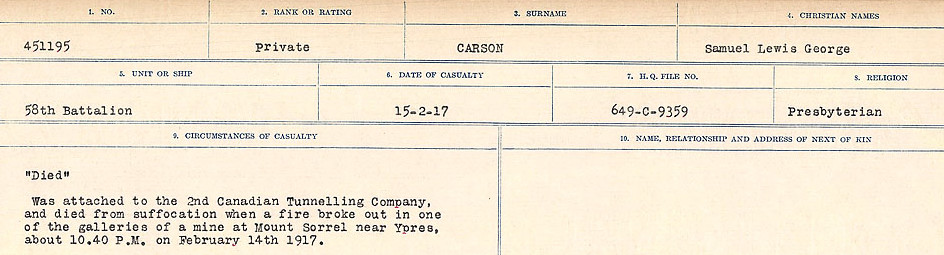 1. NO.
2. RANK OR RATING
3. SURNAME
4. CHRISTIAN NAMES
451195
Private
CARSON
Samuel Lewis George
5. UNIT OR SHIP
6. DATE OF CASUALTY
7. H. Q. FILE NO.
8. RELIGION
58th Battalion
15-2-17
649-C-9359
Presbyterian
9. CIRCUMSTANCES OF CASUALTY
10. NAME, RELATIONSHIP AND ADDRESS OF NEXT OF KIN
"Died"
Was attached to the 2nd Canadian Tunnelling Company,
and died from suffocation when a fire broke out in one
of the galleries of a mine at Mount Sorrel near Ypres,
about 10.40 P.M. on February 14th 1917.